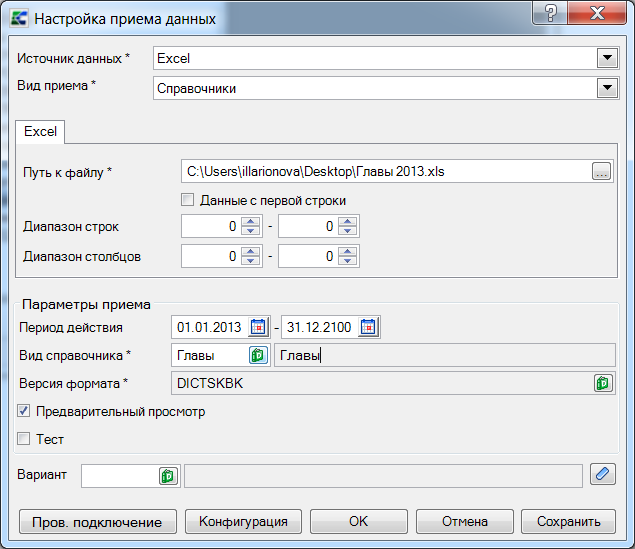 Настройка приема данных
Источник данных * Excel
Вид приема * Справочники
Excel
Путь к файлу * C:\Users\illarionova\Desktop\Главы 2013.xls ...
Данные с первой строки
Диапазон строк 0 - 0
Диапазон столбцов 0 - 0
Параметры приема
Период действия 01.01.2013 - 31.12.2100
Вид справочника * Главы Главы
Версия формата * DICTSKBK
Предварительный просмотр
Тест
Вариант
Пров. подключение Конфигурация OK Отмена Сохранить